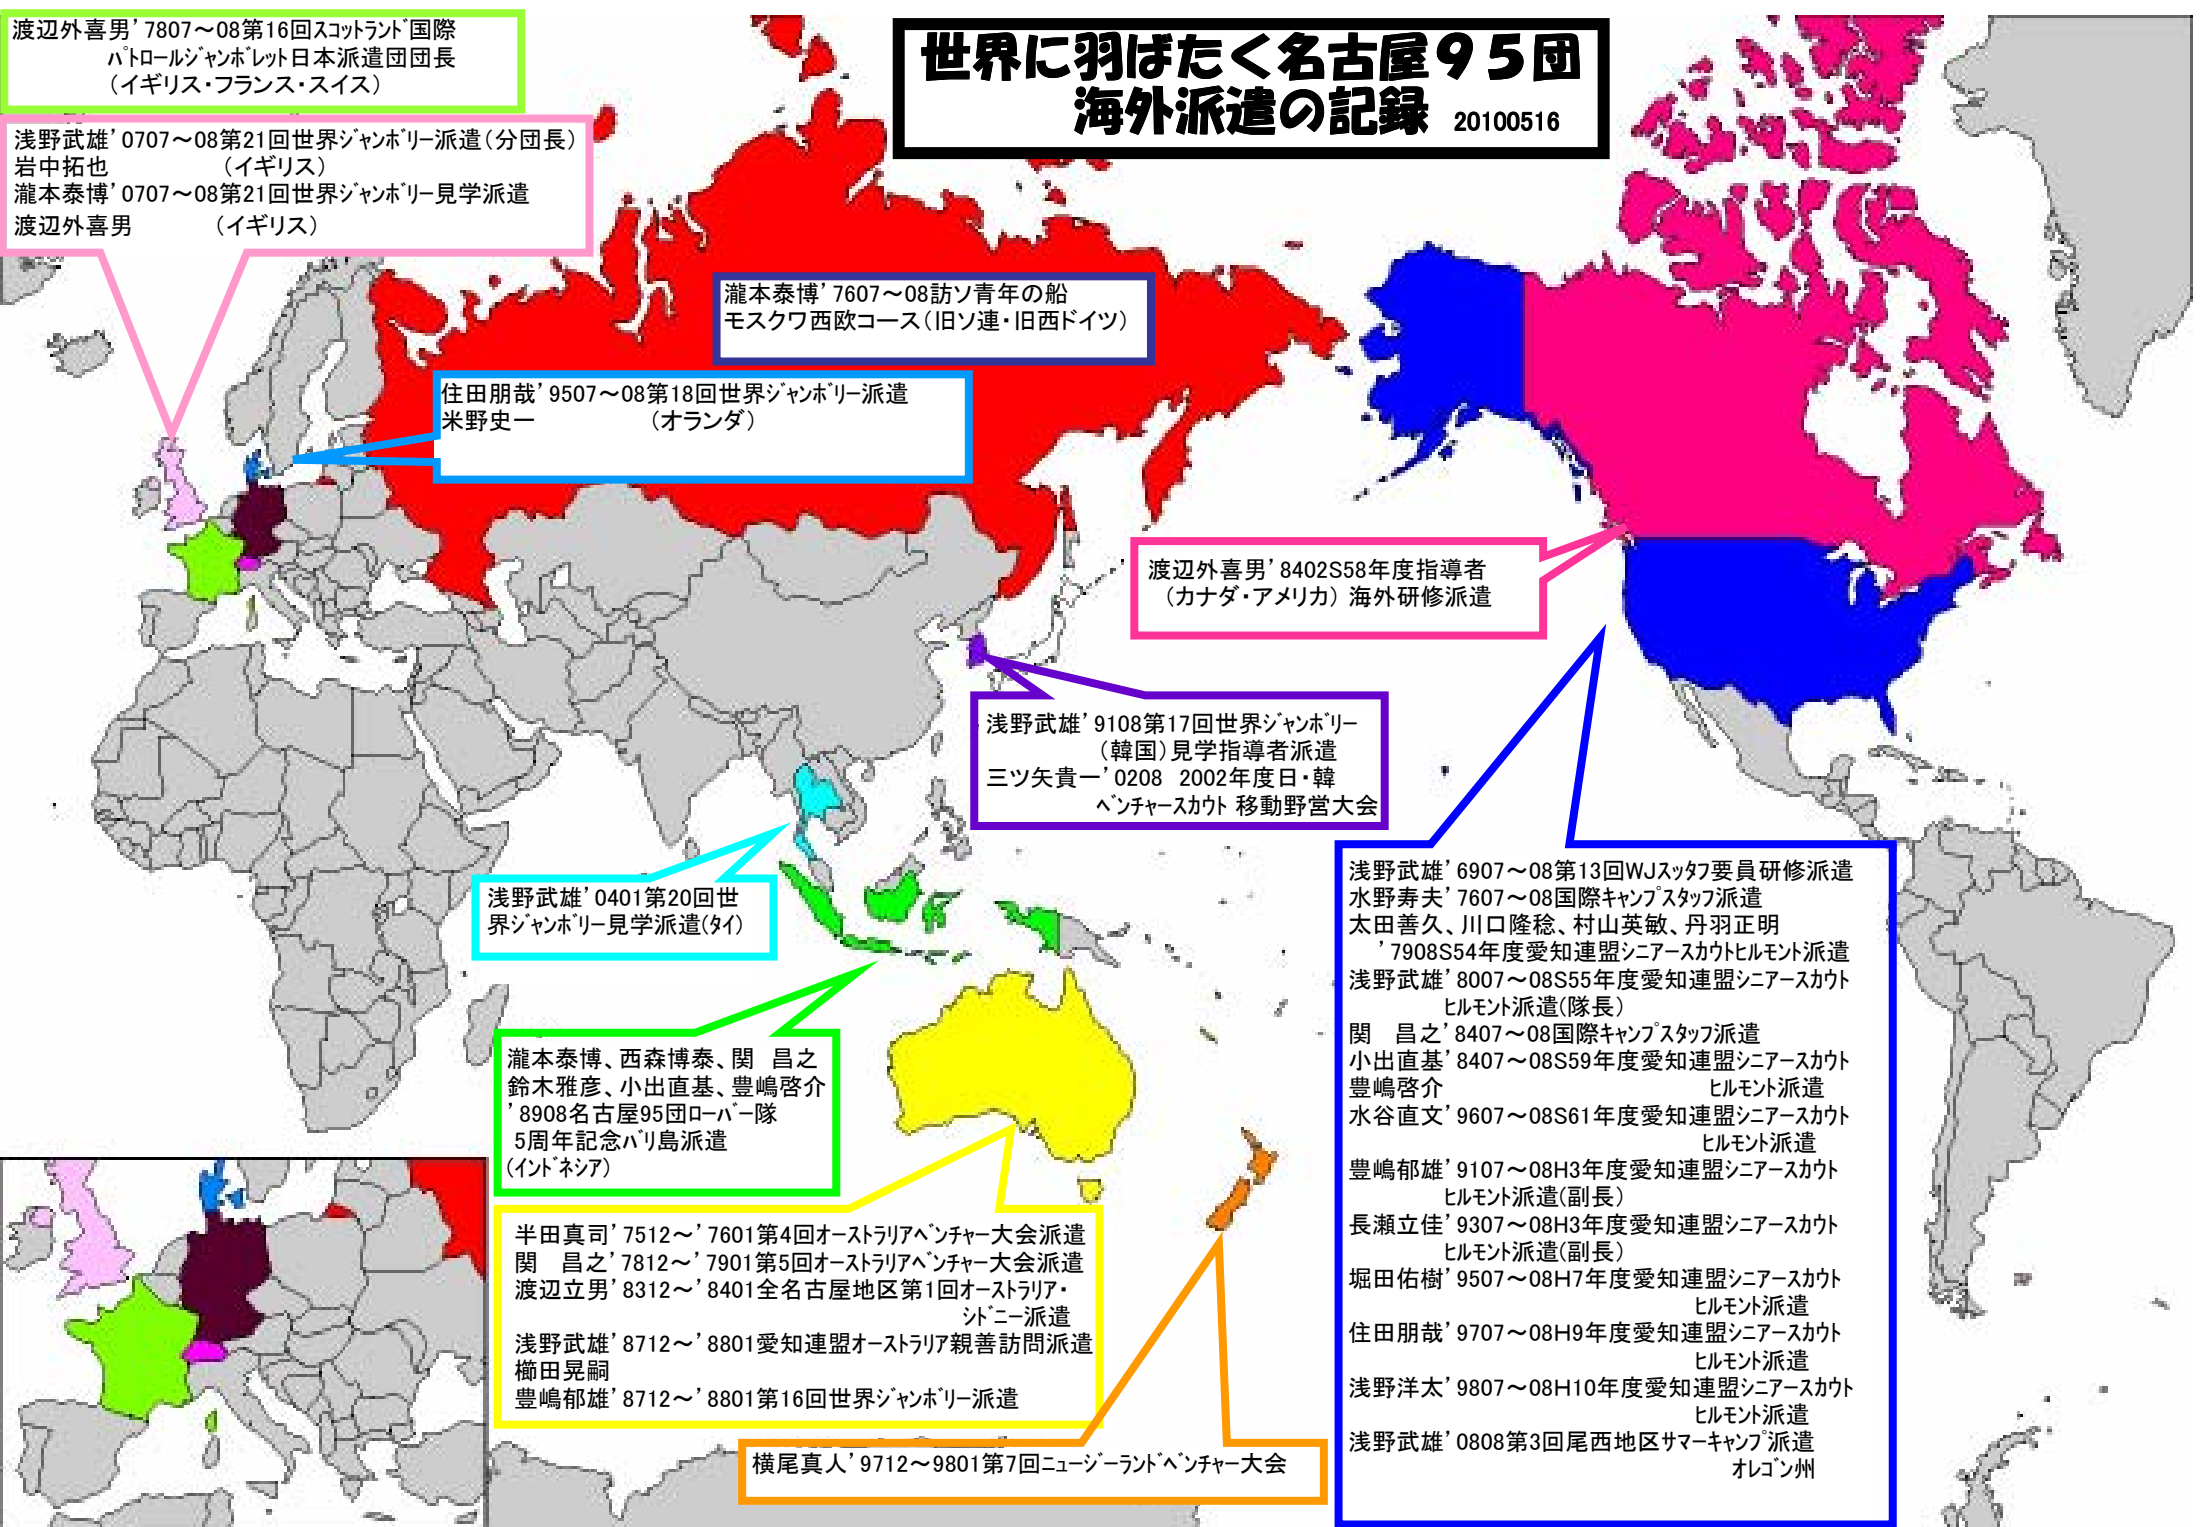 世界に羽ばたく名古屋９５団
海外派遣の記録 20100516
渡辺外喜男’7807～08第16回スコットランド国際
パトロールジャンボレット日本派遣団団長
（イギリス・フランス・スイス）
浅野武雄’0707～08第21回世界ジャンボリー派遣（分団長）
岩中拓也　　　　（イギリス）
瀧本泰博’0707～08第21回世界ジャンボリー見学派遣
渡辺外喜男　　　（イギリス）
瀧本泰博’7607～08訪ソ青年の船
モスクワ西欧コース（旧ソ連・旧西ドイツ）
住田朋哉’9507～08第18回世界ジャンボリー派遣
米野史一　　　　（オランダ）
渡辺外喜男’8402S58年度指導者
（カナダ・アメリカ）海外研修派遣
浅野武雄’9108第17回世界ジャンボリー
（韓国）見学指導者派遣
三ツ矢貴一’0208 2002年度日・韓
ベンチャースカウト 移動野営大会
浅野武雄’0401第20回世
界ジャンボリー見学派遣(タイ)
瀧本泰博、西森博泰、関　昌之
鈴木雅彦、小出直基、豊嶋啓介
’8908名古屋95団ローバー隊
5周年記念バリ島派遣
(インドネシア)
半田真司’7512～’7601第4回オーストラリアベンチャー大会派遣
関　昌之’7812～’7901第5回オーストラリアベンチャー大会派遣
渡辺立男’8312～’8401全名古屋地区第1回オーストラリア・
シドニー派遣
浅野武雄’8712～’8801愛知連盟オーストラリア親善訪問派遣
櫛田晃嗣
豊嶋郁雄’8712～’8801第16回世界ジャンボリー派遣
横尾真人’9712～9801第7回ニュージーランドベンチャー大会
浅野武雄’6907～08第13回WJスッタフ要員研修派遣
水野寿夫’7607～08国際キャンプスタッフ派遣
太田善久、川口隆稔、村山英敏、丹羽正明
’7908S54年度愛知連盟シニアースカウトヒルモント派遣
浅野武雄’8007～08S55年度愛知連盟シニアースカウト
ヒルモント派遣(隊長)
関　昌之’8407～08国際キャンプスタッフ派遣
小出直基’8407～08S59年度愛知連盟シニアースカウト
豊嶋啓介　　　　ヒルモント派遣
水谷直文’9607～08S61年度愛知連盟シニアースカウト
ヒルモント派遣
豊嶋郁雄’9107～08H3年度愛知連盟シニアースカウト
ヒルモント派遣(副長)
長瀬立佳’9307～08H3年度愛知連盟シニアースカウト
ヒルモント派遣(副長)
堀田佑樹’9507～08H7年度愛知連盟シニアースカウト
ヒルモント派遣
住田朋哉’9707～08H9年度愛知連盟シニアースカウト
ヒルモント派遣
浅野洋太’9807～08H10年度愛知連盟シニアースカウト
ヒルモント派遣
浅野武雄’0808第3回尾西地区サマーキャンプ派遣
オレゴン州